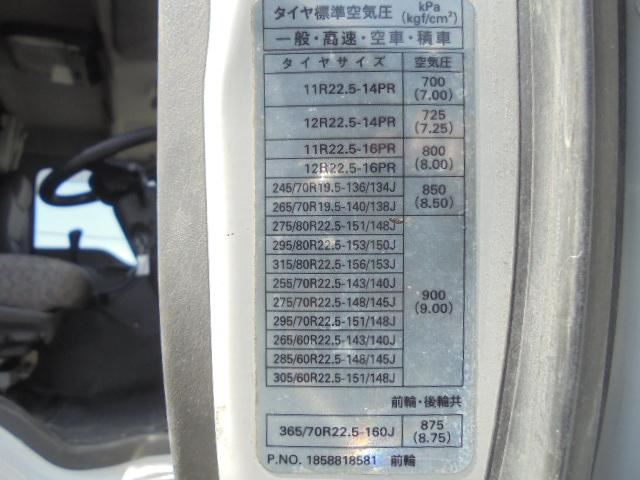 タイヤ標準空気圧 kPa (kgf/cm²)
一般・高速・空車・積車
タイヤサイズ 空気圧
11R22.5-14PR 700 (7.00)
12R22.5-14PR 725 (7.25)
11R22.5-16PR 800
12R22.5-16PR (8.00)
245/70R19.5-136/134J 850
265/70R19.5-140/138J (8.50)
275/80R22.5-151/148J
295/80R22.5-153/150J
315/80R22.5-156/153J
255/70R22.5-143/140J
275/70R22.5-148/145J 900
295/70R22.5-151/148J (9.00)
265/60R22.5-143/140J
285/60R22.5-148/145J
305/60R22.5-151/148J
前輪・後輪共
365/70R22.5-160J 875 (8.75)
P.NO. 1858818581 前輪